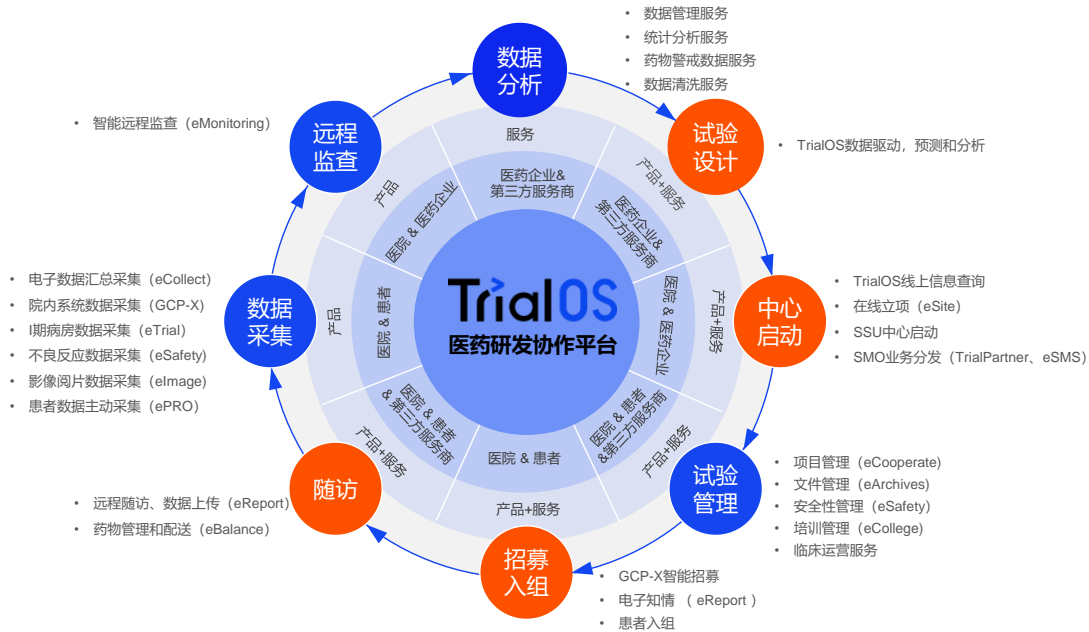 数据
分析
• 数据管理服务
• 统计分析服务
• 药物警戒数据服务
• 数据清洗服务
试验
设计
• TrialOS数据驱动，预测和分析
中心
启动
• TrialOS线上信息查询
• 在线立项（eSite）
• SSU中心启动
• SMO业务分发（TrialPartner、eSMS）
试验
管理
• 项目管理（eCooperate）
• 文件管理（eArchives）
• 安全性管理（eSafety）
• 培训管理（eCollege）
• 临床运营服务
招募
入组
• GCP-X智能招募
• 电子知情 （ eReport ）
• 患者入组
随访
• 远程随访、数据上传（eReport）
• 药物管理和配送（eBalance）
数据
采集
• 电子数据汇总采集（eCollect）
• 院内系统数据采集（GCP-X）
• I期病房数据采集（eTrial）
• 不良反应数据采集（eSafety）
• 影像阅片数据采集（eImage）
• 患者数据主动采集（ePRO）
远程
监查
• 智能远程监查（eMonitoring）
服务
医药企业&
第三方服务商
产品+服务
医药企业&
第三方服务商
产品+服务
医院 & 医药企业
产品+服务
医院 & 患者
&第三方服务商
产品+服务
医院 & 患者
产品+服务
医院 & 患者
& 第三方服务商
产品
医院 & 患者
产品
医院 & 医药企业
TrialOS
医药研发协作平台